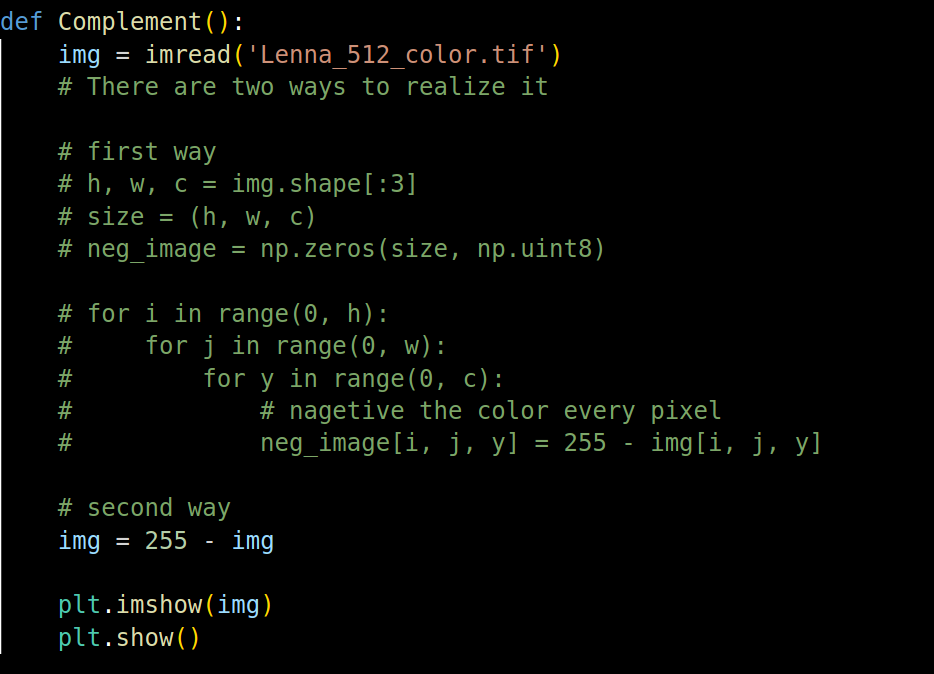 def Complement():
    img = imread('Lenna_512_color.tif')
    # There are two ways to realize it

    # first way
    # h, w, c = img.shape[:3]
    # size = (h, w, c)
    # neg_image = np.zeros(size, np.uint8)

    # for i in range(0, h):
    #     for j in range(0, w):
    #         for y in range(0, c):
    #             # nagetive the color every pixel
    #             neg_image[i, j, y] = 255 - img[i, j, y]

    # second way
    img = 255 - img

    plt.imshow(img)
    plt.show()